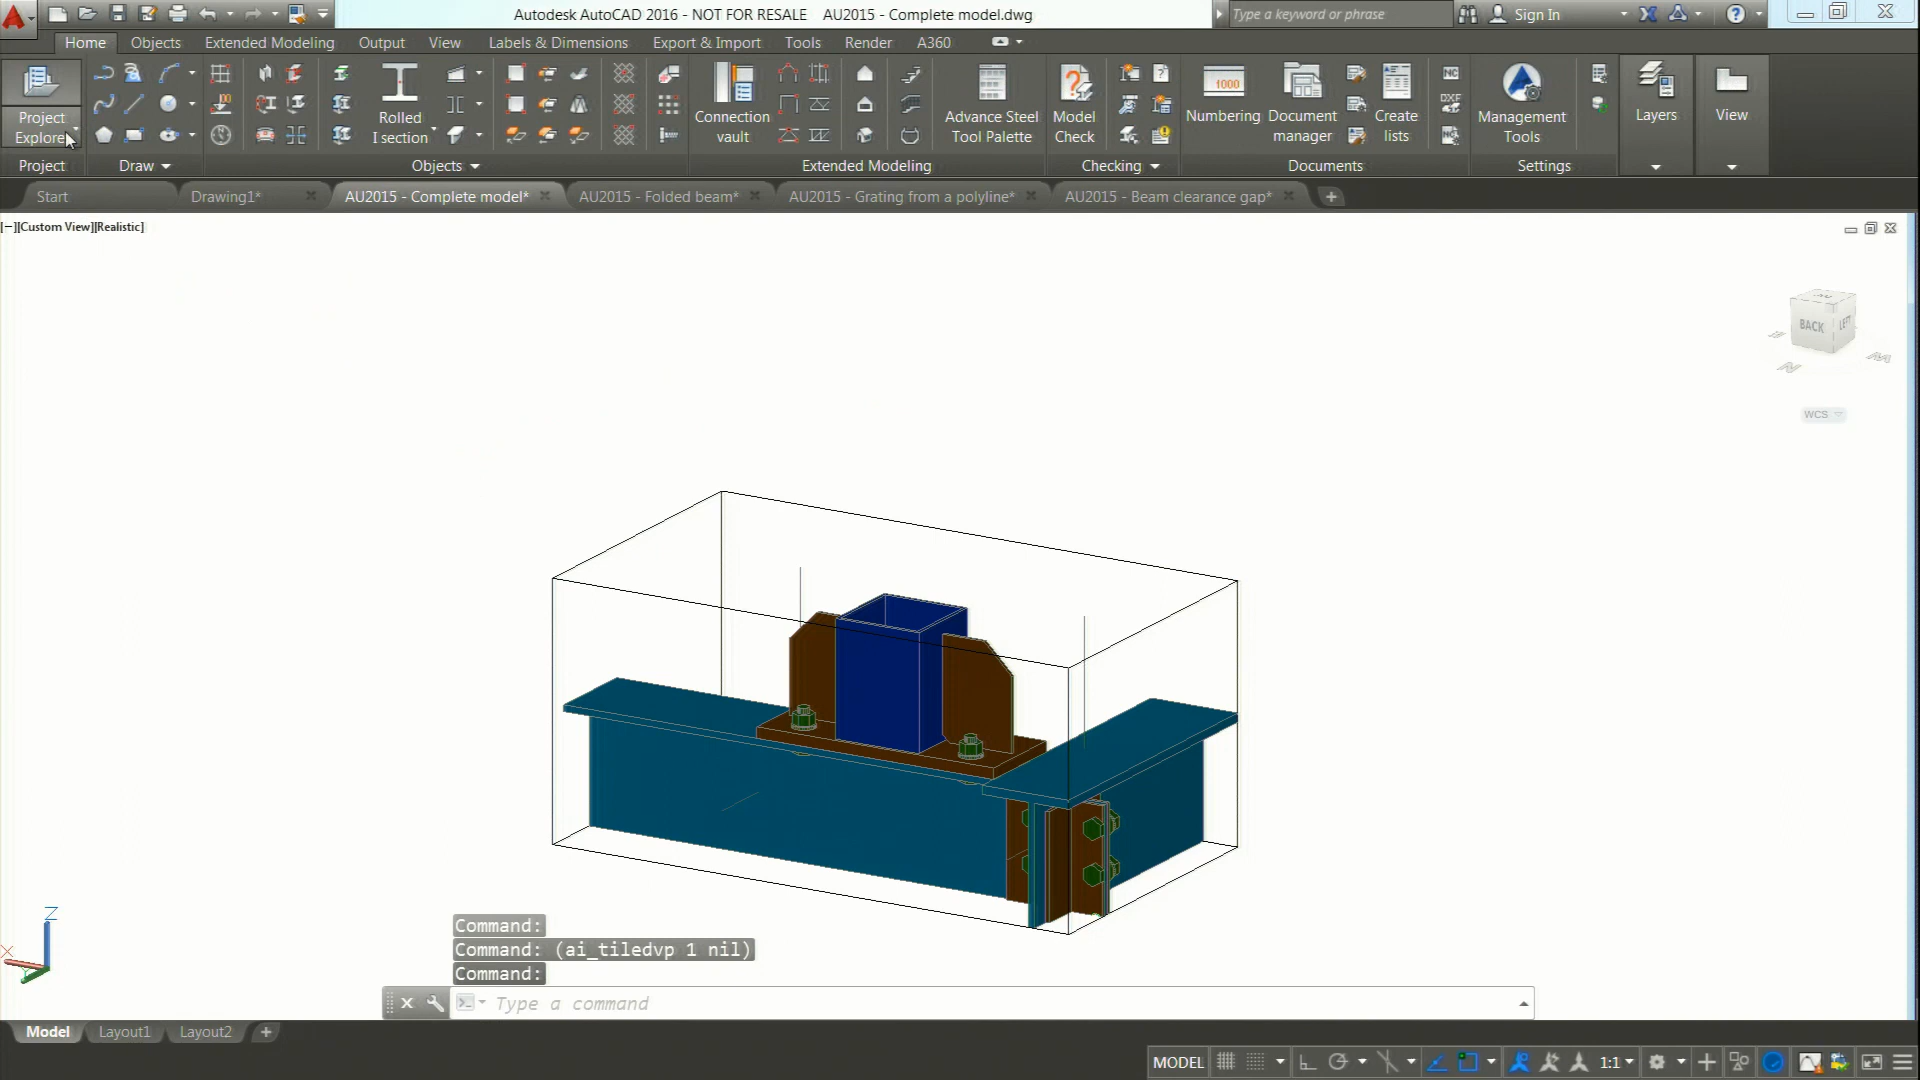 Autodesk AutoCAD 2016 - NOT FOR RESALE AU2015 - Complete model.dwg
Type a keyword or phrase
Sign In
Home Objects Extended Modeling Output View Labels & Dimensions Export & Import Tools Render A360
Project Explorer
Rolled I section
Connection vault
Advance Steel Tool Palette
Model Check
1000
Numbering
Document manager
Create lists
NC
DXF
Management Tools
Layers
View
Project Draw Objects Extended Modeling Checking Documents Settings
Start Drawing1* AU2015 - Complete model* AU2015 - Folded beam* AU2015 - Grating from a polyline* AU2015 - Beam clearance gap*
[−][Custom View][Realistic]
BACK
LEFT
WCS
Z
X
Command:
Command: (ai_tiledvp 1 nil)
Command:
Type a command
Model Layout1 Layout2
MODEL
1:1